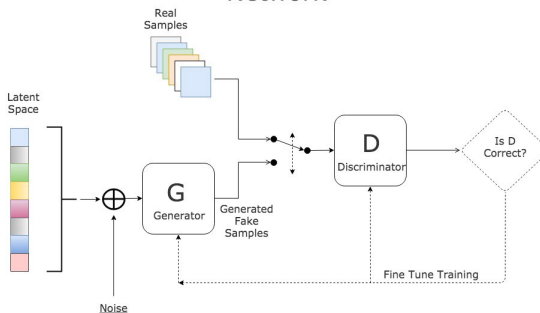 Real
Samples
Latent
Space
G
Generator
Generated
Fake
Samples
D
Discriminator
Is D
Correct?
Fine Tune Training
Noise